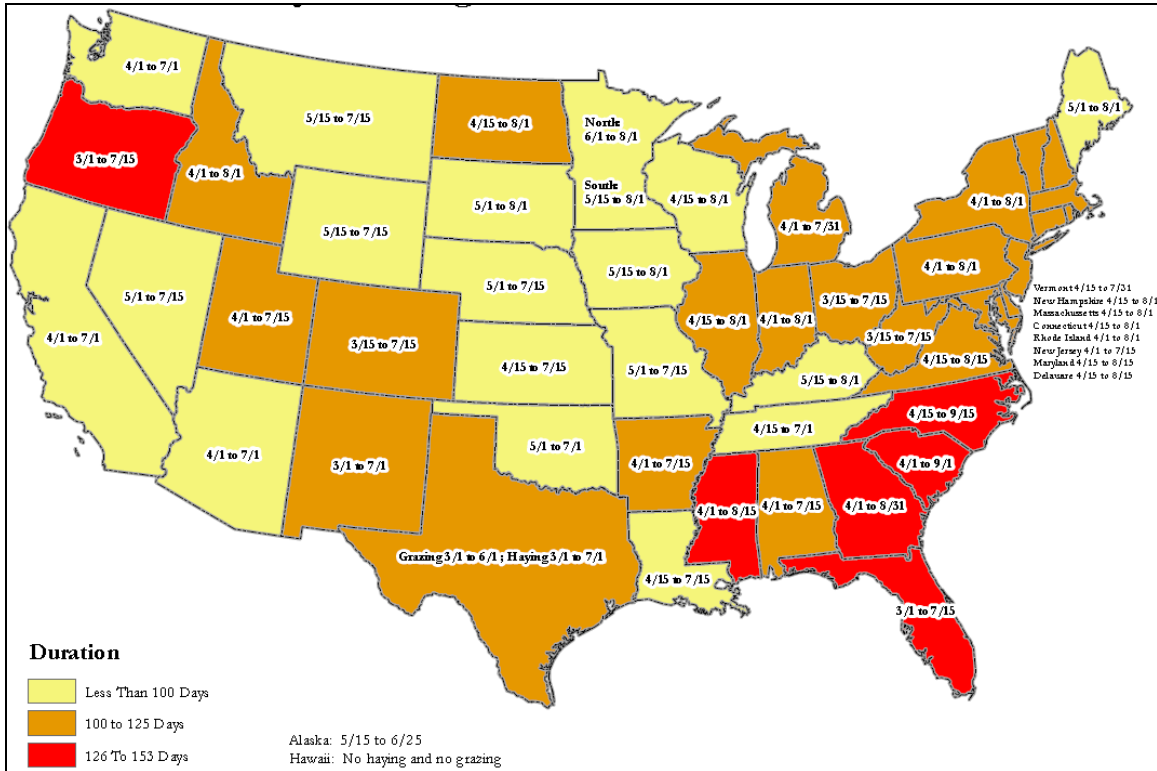 4/1 to 7/1
5/15 to 7/15
4/15 to 8/1
North:
6/1 to 8/1
5/1 to 8/1
3/1 to 7/15
4/1 to 8/1
5/15 to 7/15
5/1 to 8/1
South:
5/15 to 8/1
4/15 to 8/1
4/1 to 7/31
4/1 to 8/1
4/1 to 8/1
5/1 to 7/15
5/1 to 7/15
5/15 to 8/1
4/1 to 7/1
4/1 to 7/15
3/15 to 7/15
4/15 to 7/15
5/1 to 7/15
4/15 to 8/1
4/1 to 8/1
3/15 to 7/15
3/15 to 7/15
4/15 to 8/15
Vermont 4/15 to 7/31
New Hampshire 4/15 to 8/1
Massachusetts 4/15 to 8/1
Connecticut 4/15 to 8/1
Rhode Island 4/1 to 8/1
New Jersey 4/1 to 7/15
Maryland 4/15 to 8/15
Delaware 4/15 to 8/15
5/15 to 8/1
4/1 to 7/1
3/1 to 7/1
5/1 to 7/1
4/1 to 7/15
4/15 to 7/1
4/15 to 9/15
4/1 to 9/1
4/1 to 8/15
4/1 to 7/15
4/1 to 8/31
Grazing 3/1 to 6/1 ; Haying 3/1 to 7/1
4/15 to 7/15
3/1 to 7/15
Duration
Less Than 100 Days
100 to 125 Days
126 To 153 Days
Alaska: 5/15 to 6/25
Hawaii: No haying and no grazing